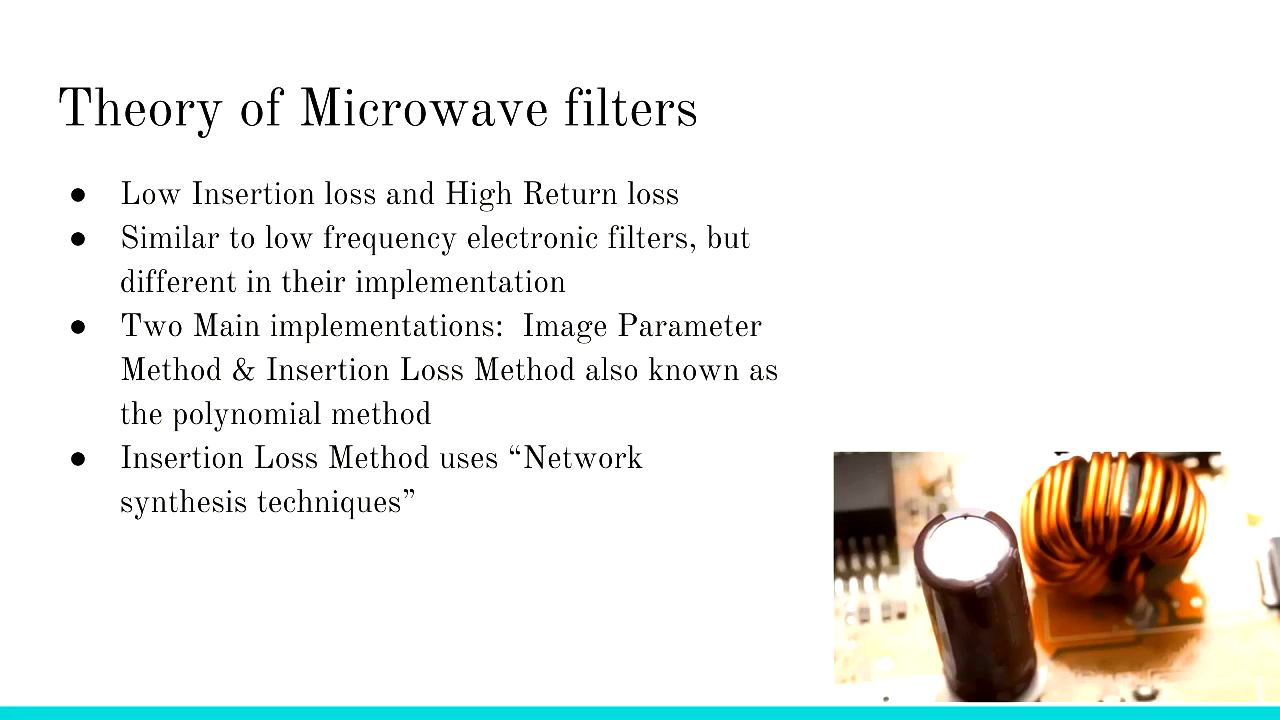 Theory of Microwave filters
● Low Insertion loss and High Return loss
● Similar to low frequency electronic filters, but
different in their implementation
● Two Main implementations:  Image Parameter
Method & Insertion Loss Method also known as
the polynomial method
● Insertion Loss Method uses “Network
synthesis techniques”